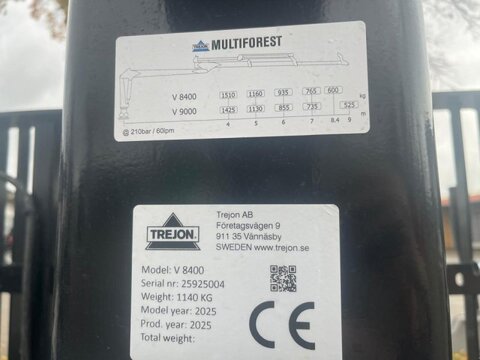 TREJON MULTIFOREST
V 8400 1510 1160 935 765 600 kg
V 9000 1425 1130 855 735 525 m
@ 210bar / 60lpm 4 5 6 7 8.4 9
TREJON
Trejon AB
Företagsvägen 9
911 35 Vännäsby
SWEDEN www.trejon.se
Model: V 8400
Serial nr: 25925004
Weight: 1140 KG
Model year: 2025
Prod. year: 2025
Total weight:
CE